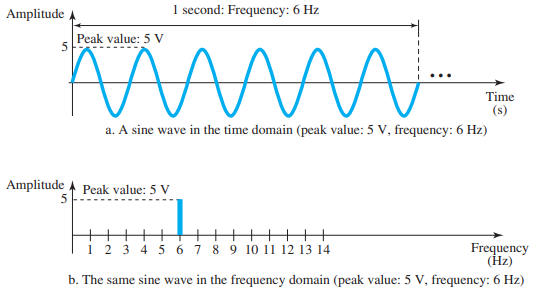 Amplitude
1 second: Frequency: 6 Hz
Peak value: 5 V
5
• • •
Time
(s)
a. A sine wave in the time domain (peak value: 5 V, frequency: 6 Hz)
Amplitude
Peak value: 5 V
5
1 2 3 4 5 6 7 8 9 10 11 12 13 14
Frequency
(Hz)
b. The same sine wave in the frequency domain (peak value: 5 V, frequency: 6 Hz)